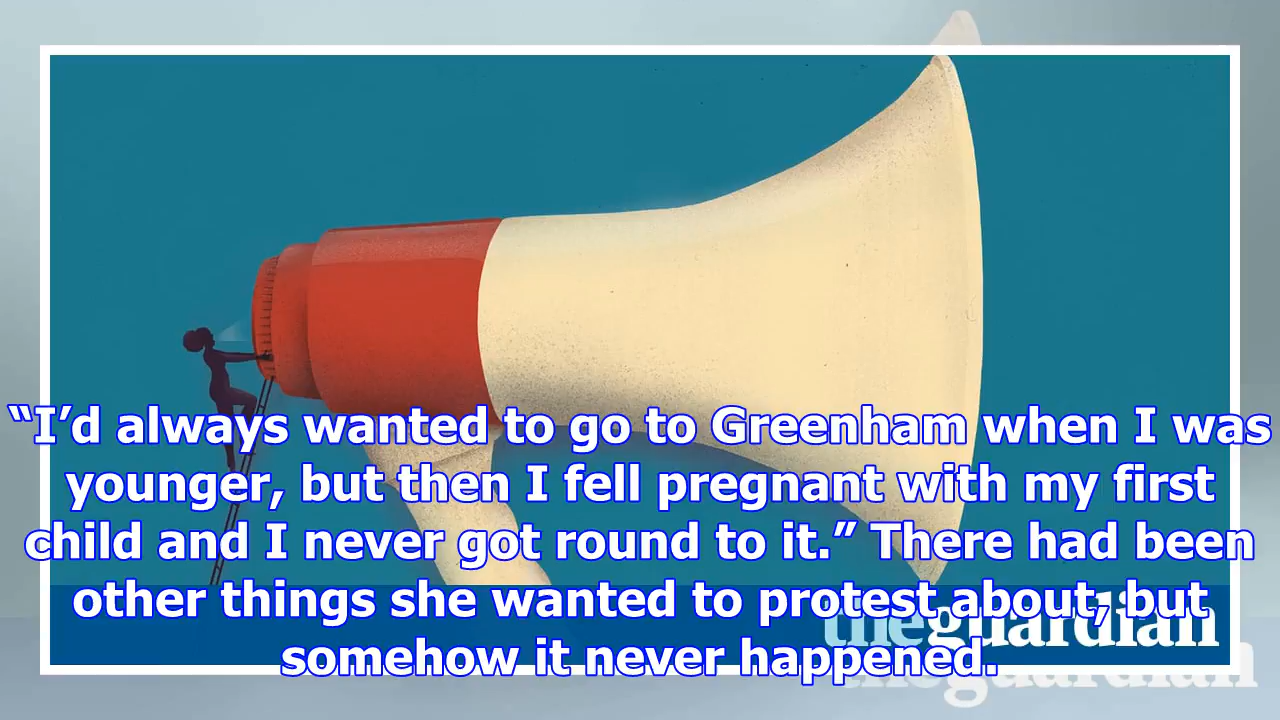 “I’d always wanted to go to Greenham when I was
younger, but then I fell pregnant with my first
child and I never got round to it.” There had been
other things she wanted to protest about, but
somehow it never happened.
theguardian
theguardian